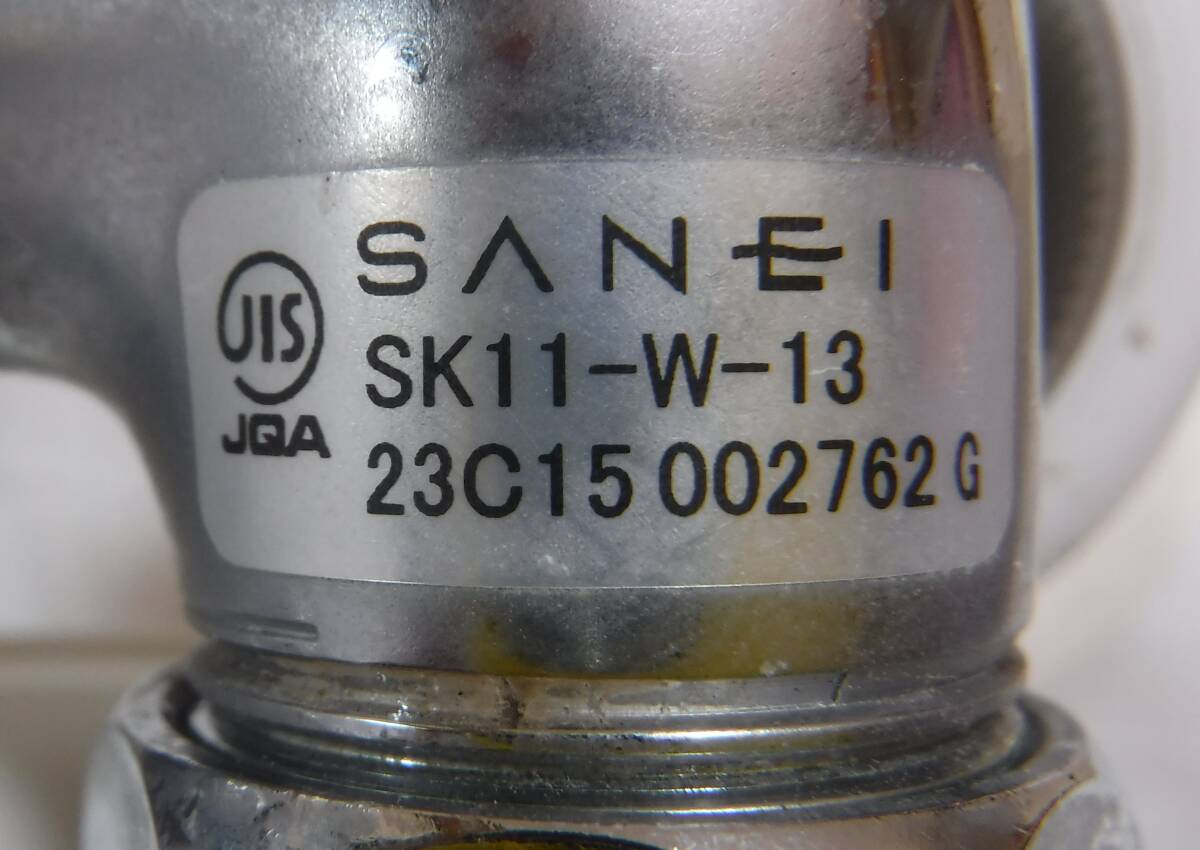 SANEI
JIS
SK11-W-13
JQA
23C15 002762 G